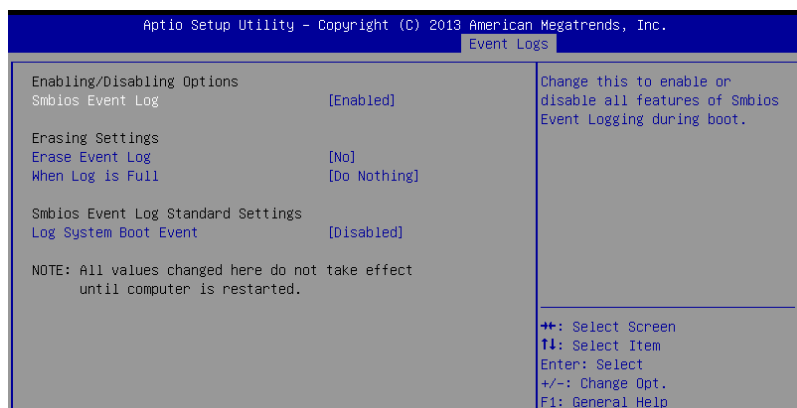 Aptio Setup Utility – Copyright (C) 2013 American Megatrends, Inc.
Event Logs
Enabling/Disabling Options
Smbios Event Log [Enabled]
Erasing Settings
Erase Event Log [No]
When Log is Full [Do Nothing]
Smbios Event Log Standard Settings
Log System Boot Event [Disabled]
NOTE: All values changed here do not take effect
until computer is restarted.
Change this to enable or
disable all features of Smbios
Event Logging during boot.
→←: Select Screen
↑↓: Select Item
Enter: Select
+/-: Change Opt.
F1: General Help